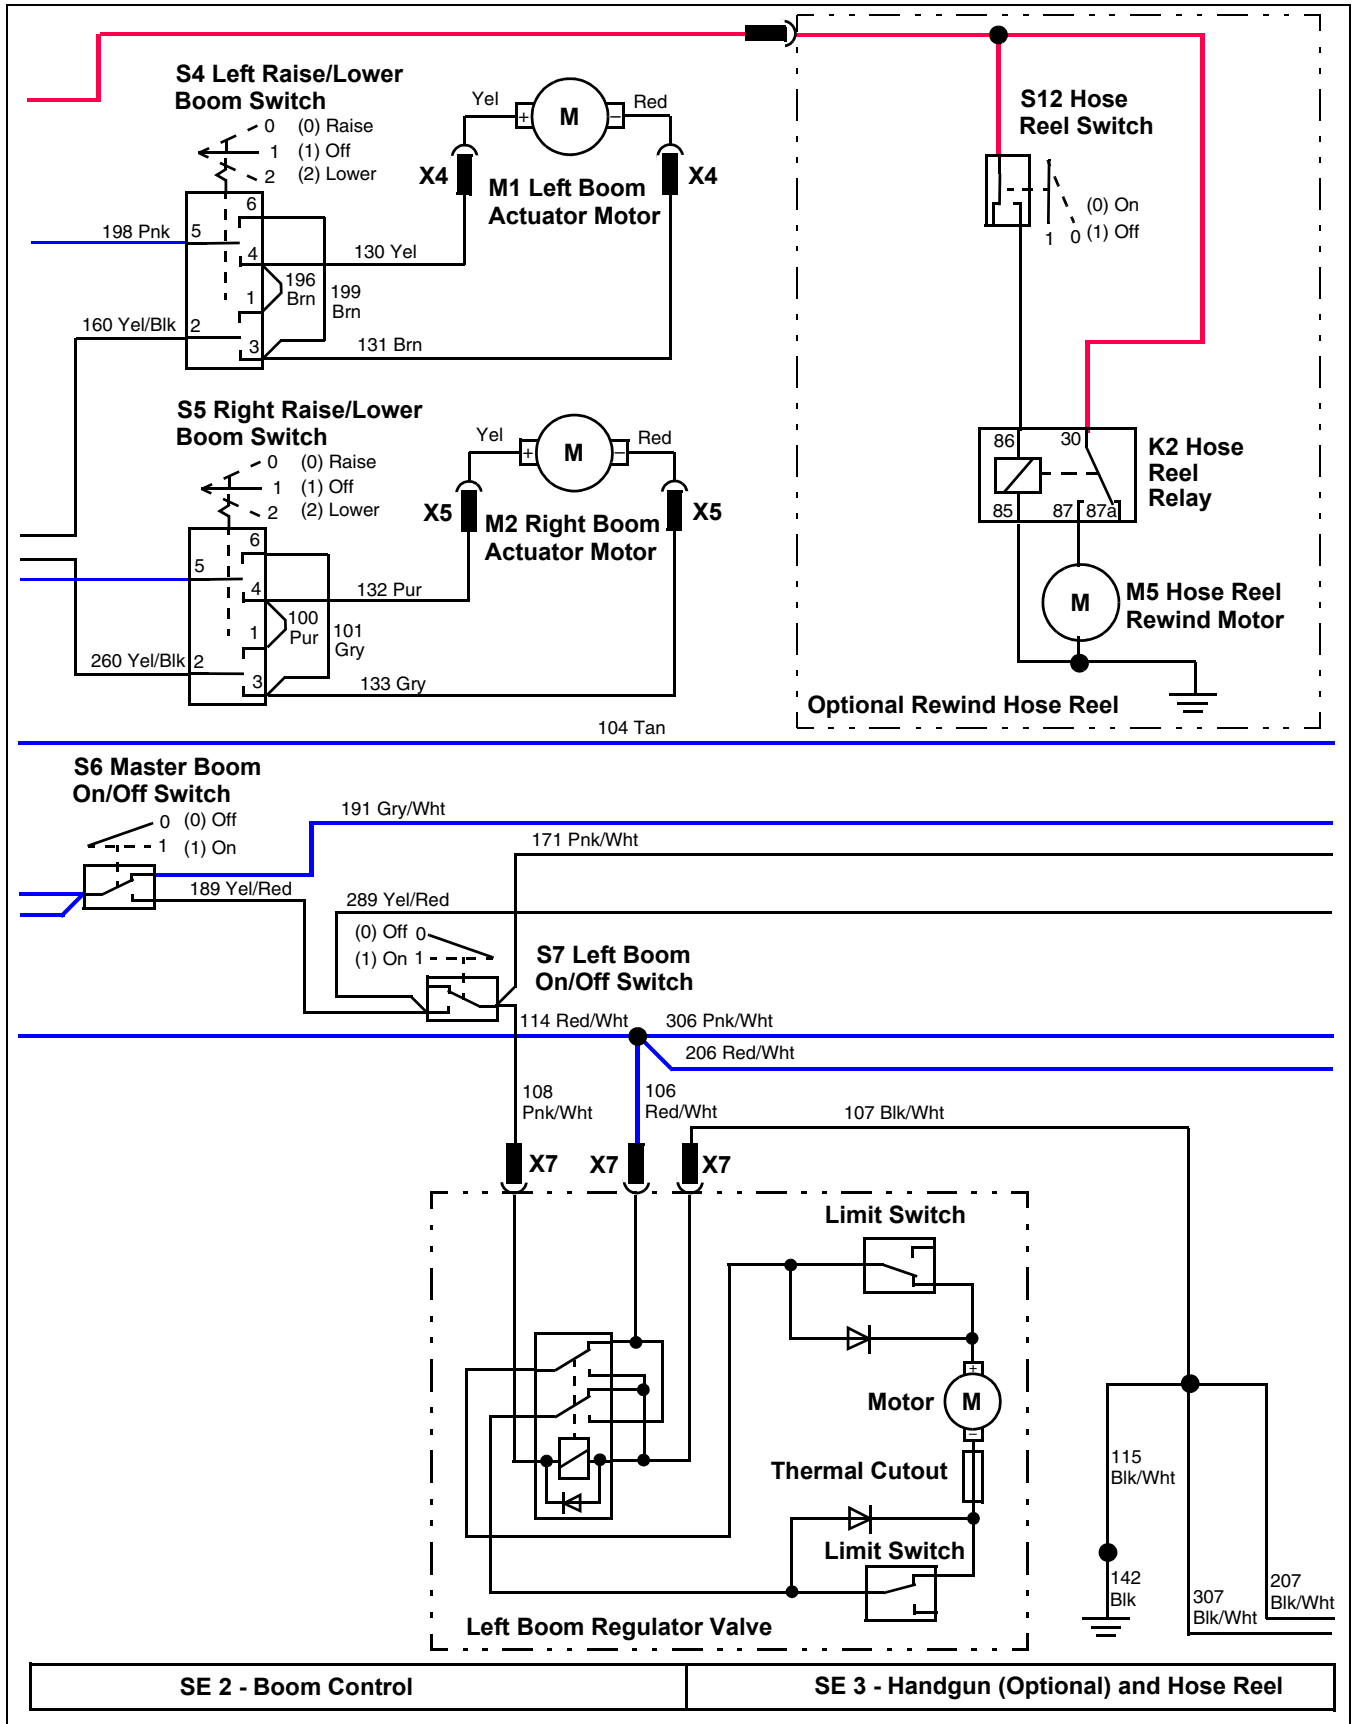 S4 Left Raise/Lower
Boom Switch
0 (0) Raise
1 (1) Off
2 (2) Lower
Yel
+
M
−
Red
X4
X4
M1 Left Boom
Actuator Motor
198 Pnk
5
6
4
130 Yel
196
Brn
199
Brn
1
160 Yel/Blk
2
3
131 Brn
S12 Hose
Reel Switch
(0) On
1 0 (1) Off
S5 Right Raise/Lower
Boom Switch
0 (0) Raise
1 (1) Off
2 (2) Lower
Yel
+
M
−
Red
X5
X5
M2 Right Boom
Actuator Motor
5
6
4
132 Pur
100
Pur
101
Gry
1
260 Yel/Blk
2
3
133 Gry
86
30
85
87
87a
K2 Hose
Reel
Relay
M
M5 Hose Reel
Rewind Motor
Optional Rewind Hose Reel
104 Tan
S6 Master Boom
On/Off Switch
0 (0) Off
1 (1) On
191 Gry/Wht
171 Pnk/Wht
189 Yel/Red
289 Yel/Red
(0) Off 0
(1) On 1
S7 Left Boom
On/Off Switch
114 Red/Wht
306 Pnk/Wht
206 Red/Wht
108
Pnk/Wht
106
Red/Wht
107 Blk/Wht
X7
X7
X7
Limit Switch
+
Motor
M
−
Thermal Cutout
Limit Switch
Left Boom Regulator Valve
115
Blk/Wht
142
Blk
307
Blk/Wht
207
Blk/Wht
SE 2 - Boom Control
SE 3 - Handgun (Optional) and Hose Reel